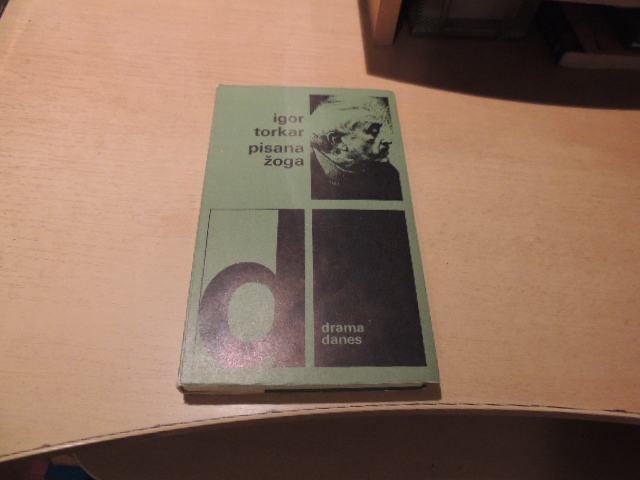 igor
torkar
pisana
žoga
d
drama
danes